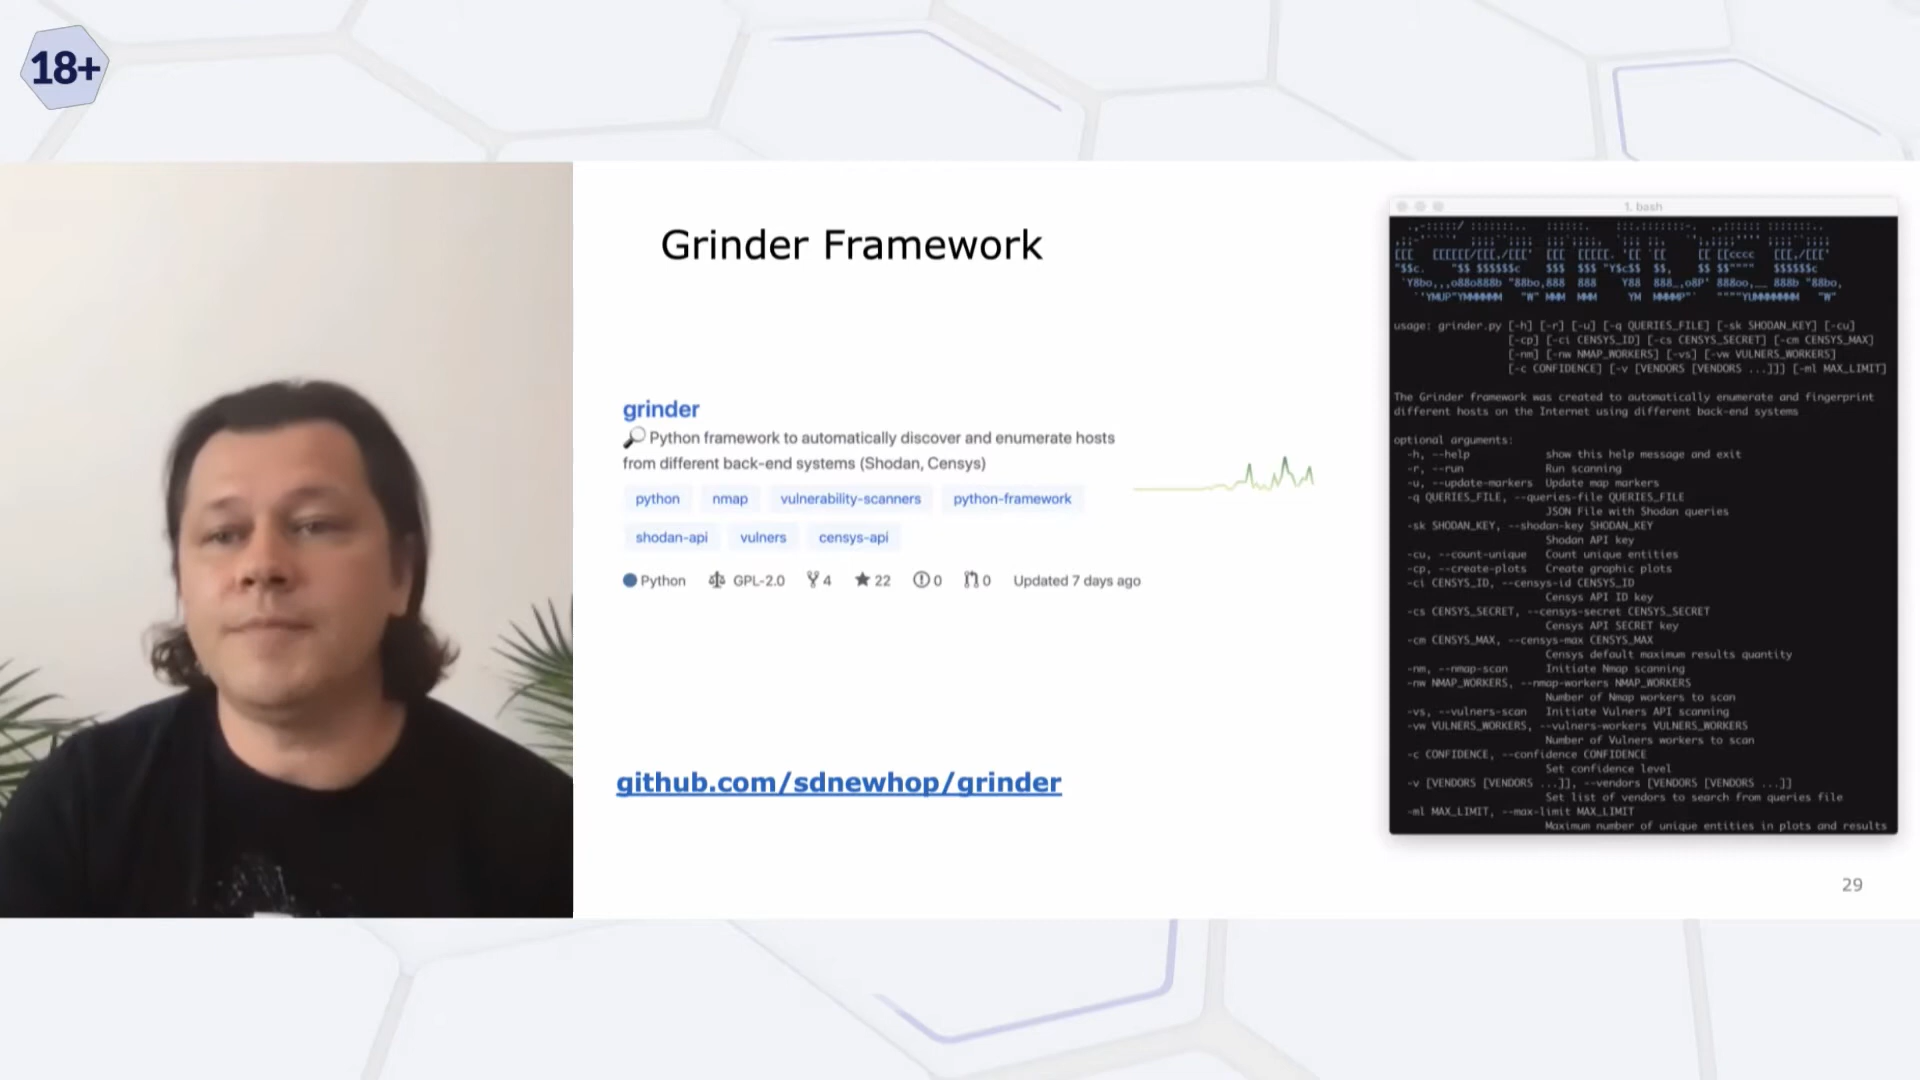 18+
Grinder Framework
grinder
Python framework to automatically discover and enumerate hosts
from different back-end systems (Shodan, Censys)
python nmap vulnerability-scanners python-framework
shodan-api vulners censys-api
Python GPL-2.0 4 22 0 0 Updated 7 days ago
github.com/sdnewhop/grinder
1. bash
usage: grinder.py [-h] [-r] [-u] [-q QUERIES_FILE] [-sk SHODAN_KEY] [-cu]
[-cp] [-ci CENSYS_ID] [-cs CENSYS_SECRET] [-cm CENSYS_MAX]
[-nm] [-nw NMAP_WORKERS] [-vs] [-vw VULNERS_WORKERS]
[-c CONFIDENCE] [-v [VENDORS [VENDORS ...]]] [-ml MAX_LIMIT]
The Grinder framework was created to automatically enumerate and fingerprint
different hosts on the Internet using different back-end systems
optional arguments:
-h, --help show this help message and exit
-r, --run Run scanning
-u, --update-markers Update map markers
-q QUERIES_FILE, --queries-file QUERIES_FILE
JSON File with Shodan queries
-sk SHODAN_KEY, --shodan-key SHODAN_KEY
Shodan API key
-cu, --count-unique Count unique entities
-cp, --create-plots Create graphic plots
-ci CENSYS_ID, --censys-id CENSYS_ID
Censys API ID key
-cs CENSYS_SECRET, --censys-secret CENSYS_SECRET
Censys API SECRET key
-cm CENSYS_MAX, --censys-max CENSYS_MAX
Censys default maximum results quantity
-nm, --nmap-scan Initiate Nmap scanning
-nw NMAP_WORKERS, --nmap-workers NMAP_WORKERS
Number of Nmap workers to scan
-vs, --vulners-scan Initiate Vulners API scanning
-vw VULNERS_WORKERS, --vulners-workers VULNERS_WORKERS
Number of Vulners workers to scan
-c CONFIDENCE, --confidence CONFIDENCE
Set confidence level
-v [VENDORS [VENDORS ...]], --vendors [VENDORS [VENDORS ...]]
Set list of vendors to search from queries file
-ml MAX_LIMIT, --max-limit MAX_LIMIT
Maximum number of unique entities in plots and results
29